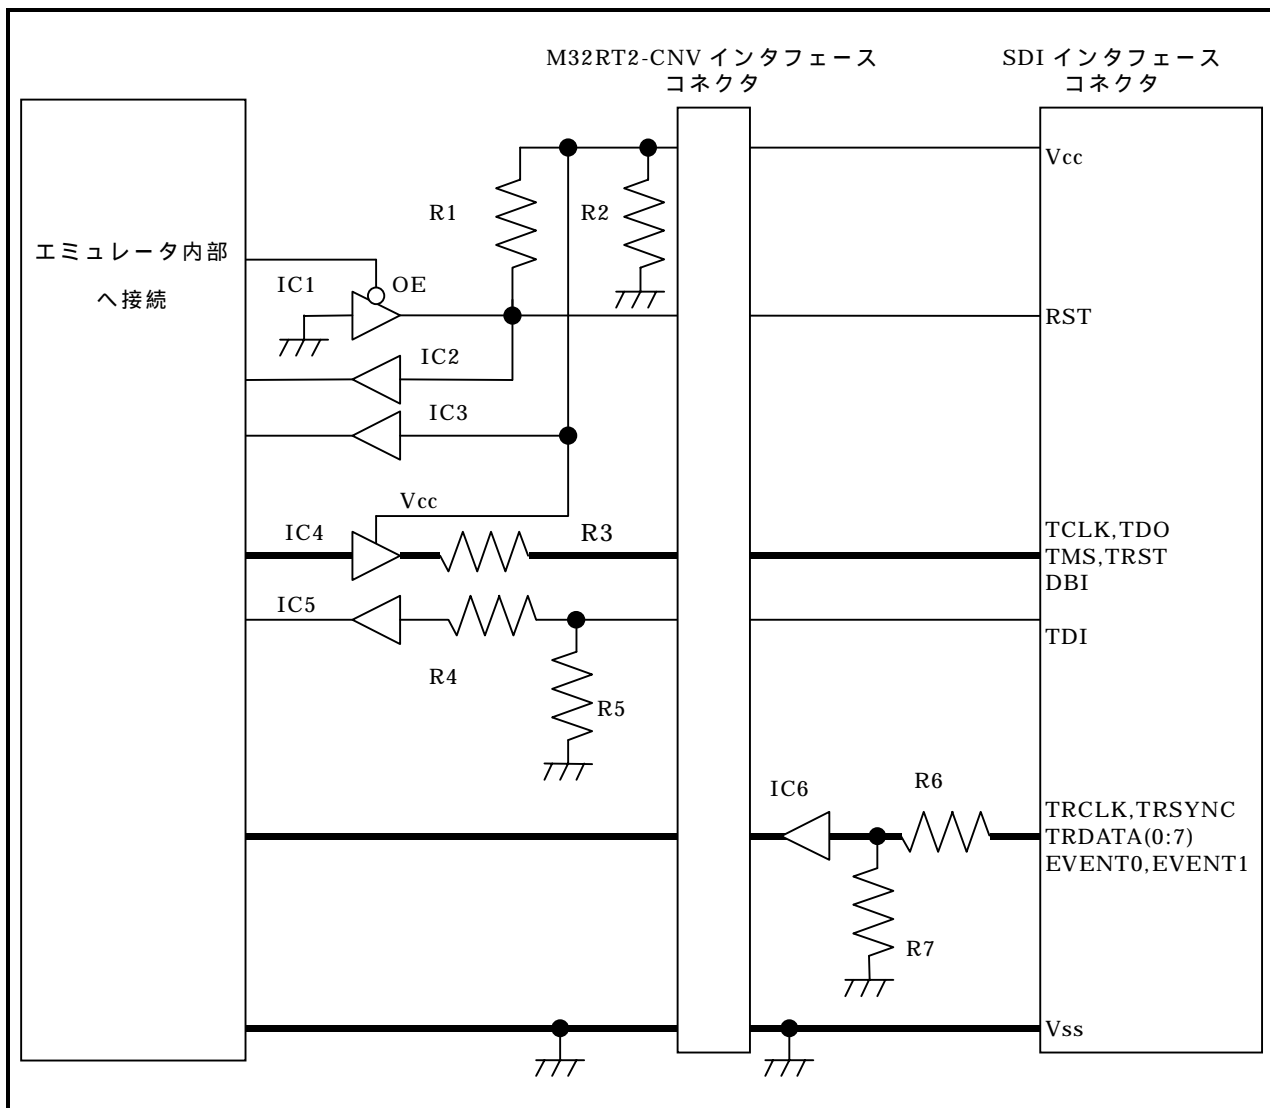 M32RT2-CNV インタフェース
コネクタ
SDI インタフェース
コネクタ
エミュレータ内部
へ接続
Vcc
R1
R2
IC1
OE
RST
IC2
IC3
Vcc
IC4
R3
TCLK,TDO
TMS,TRST
DBI
IC5
TDI
R4
R5
IC6
R6
TRCLK,TRSYNC
TRDATA(0:7)
EVENT0,EVENT1
R7
Vss